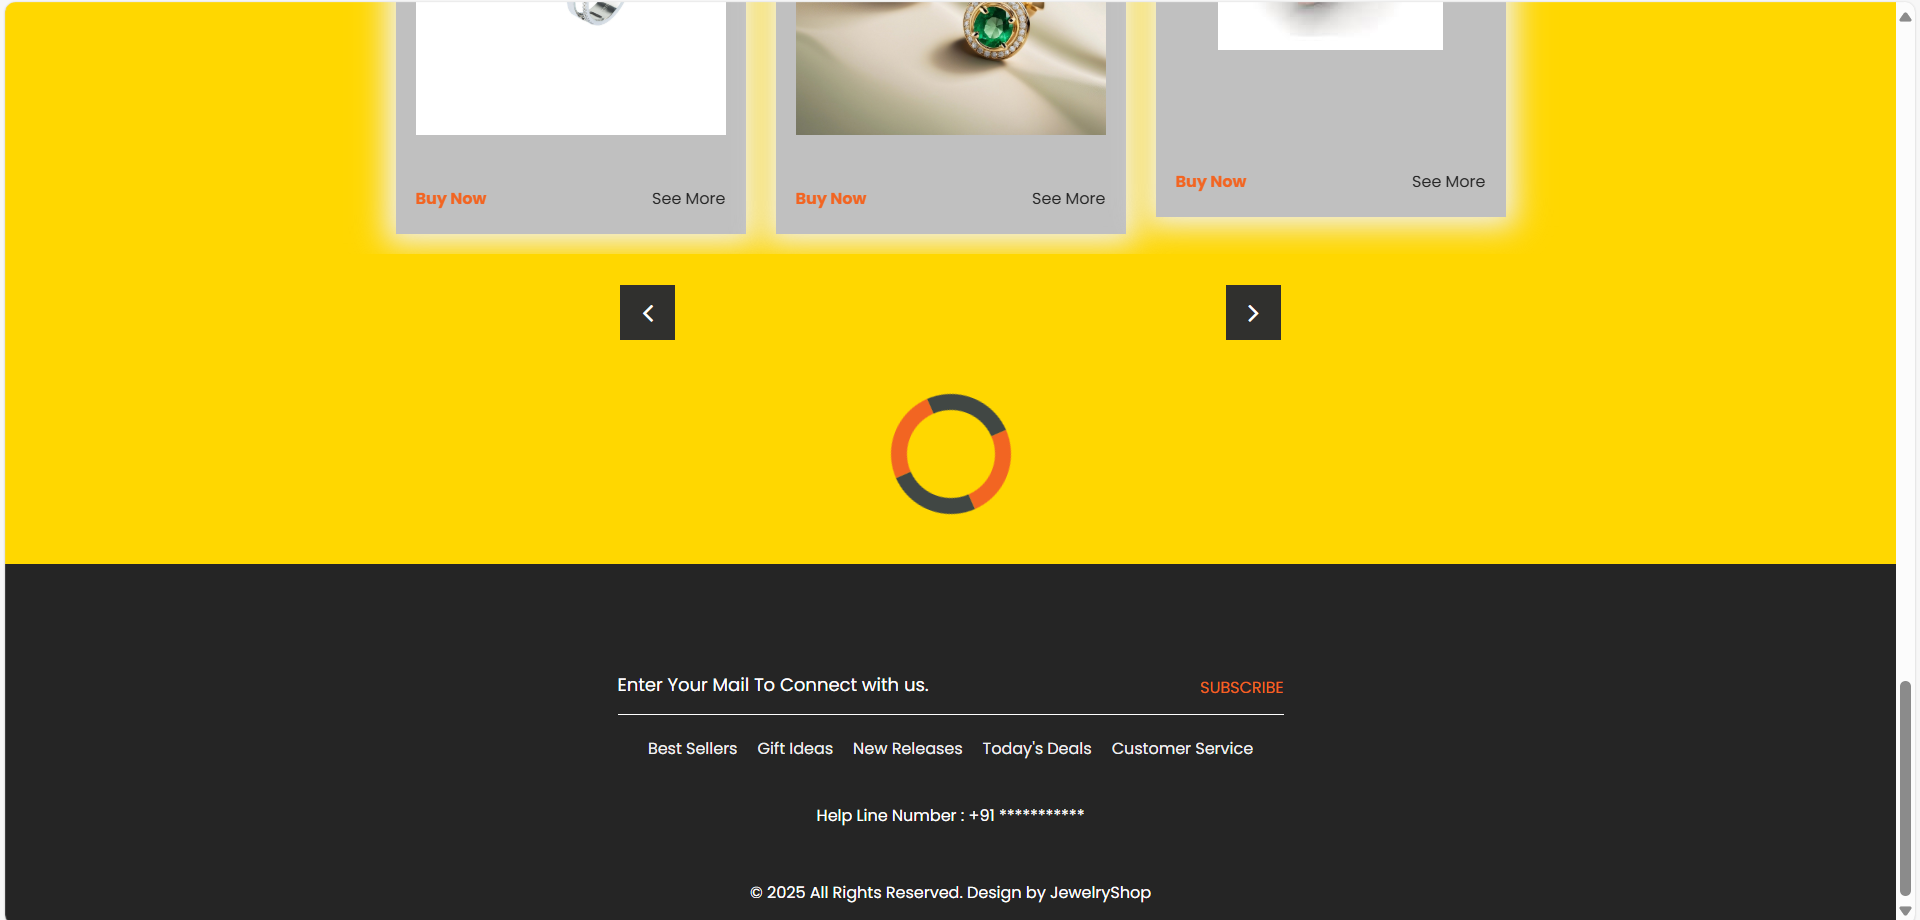 Buy Now See More Buy Now See More Buy Now See More
Enter Your Mail To Connect with us. SUBSCRIBE
Best Sellers Gift Ideas New Releases Today's Deals Customer Service
Help Line Number : +91 ***********
© 2025 All Rights Reserved. Design by JewelryShop